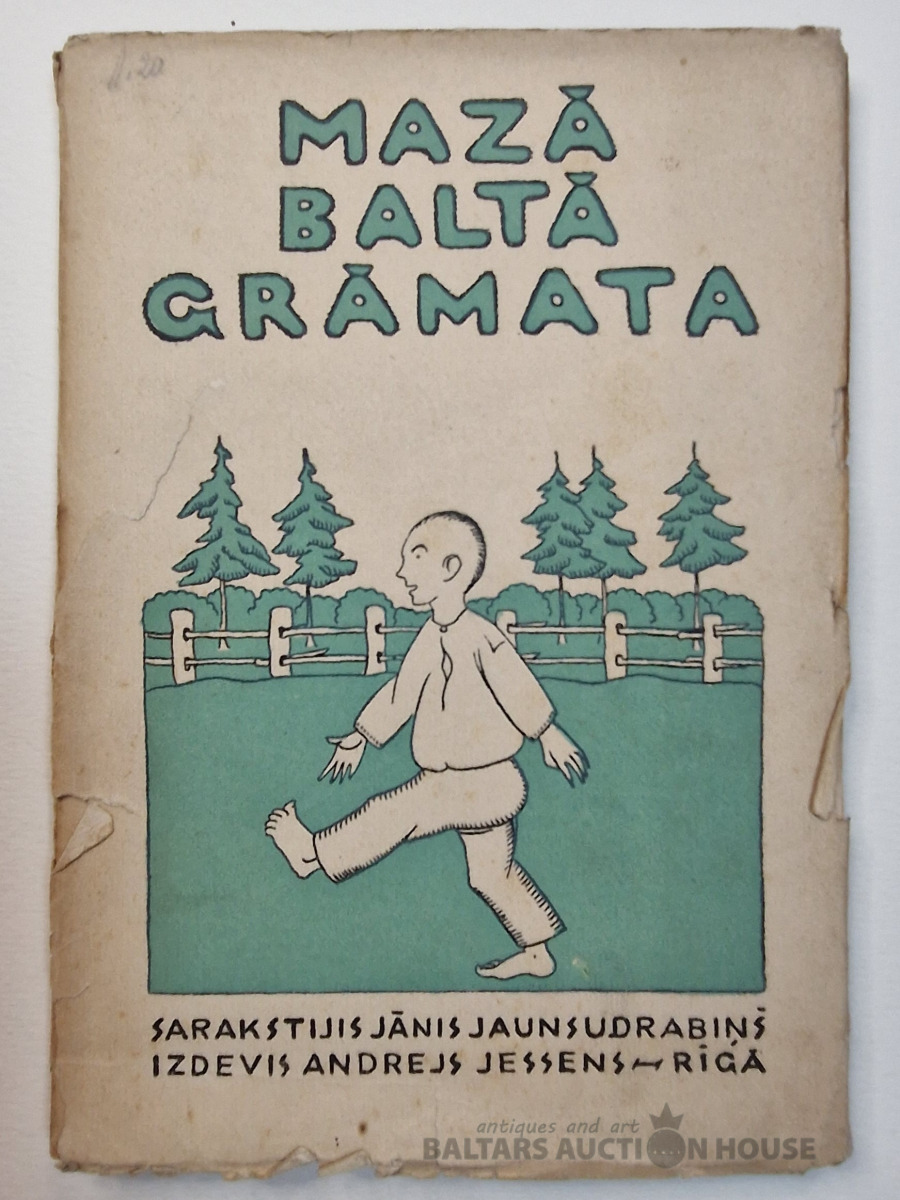 MAZĀ
BALTĀ
GRĀMATA
SARAKSTIJIS JĀNIS JAUNSUDRABIŅŠ
IZDEVIS ANDREJS JESSENS — RĪGĀ
antiques and art
BALTARS AUCTION HOUSE